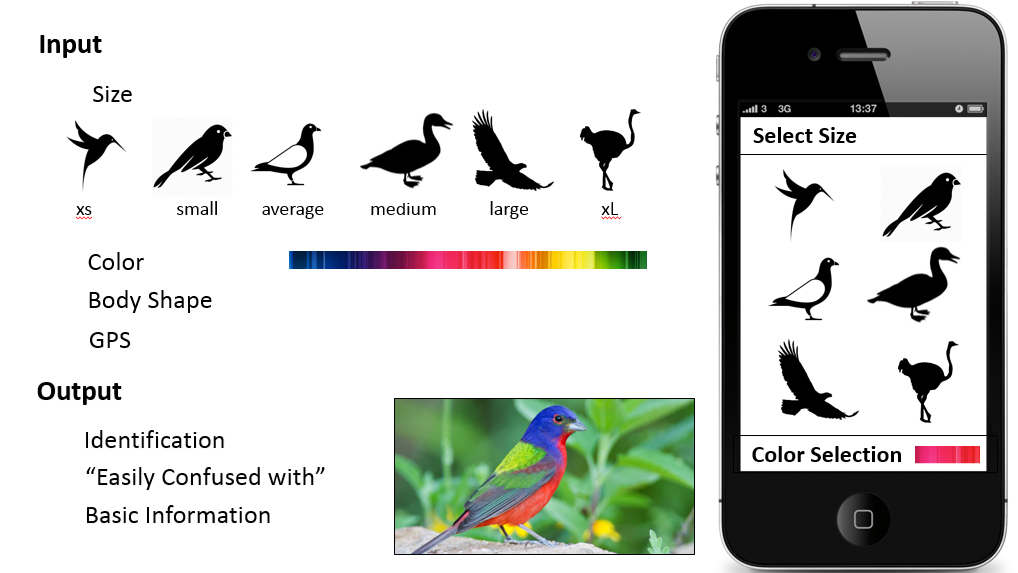 Input
Size
xs small average medium large xL
Color
Body Shape
GPS
Output
Identification
“Easily Confused with”
Basic Information
3 3G 13:37
Select Size
Color Selection